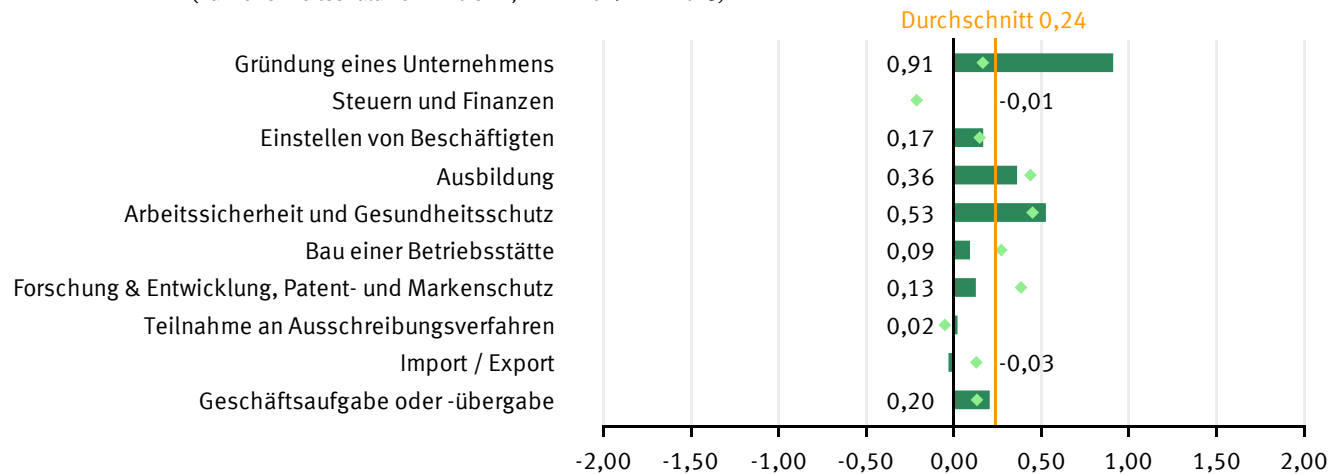 Durchschnitt 0,24
Gründung eines Unternehmens 0,91
Steuern und Finanzen -0,01
Einstellen von Beschäftigten 0,17
Ausbildung 0,36
Arbeitssicherheit und Gesundheitsschutz 0,53
Bau einer Betriebsstätte 0,09
Forschung & Entwicklung, Patent- und Markenschutz 0,13
Teilnahme an Ausschreibungsverfahren 0,02
Import / Export -0,03
Geschäftsaufgabe oder -übergabe 0,20
-2,00 -1,50 -1,00 -0,50 0,00 0,50 1,00 1,50 2,00